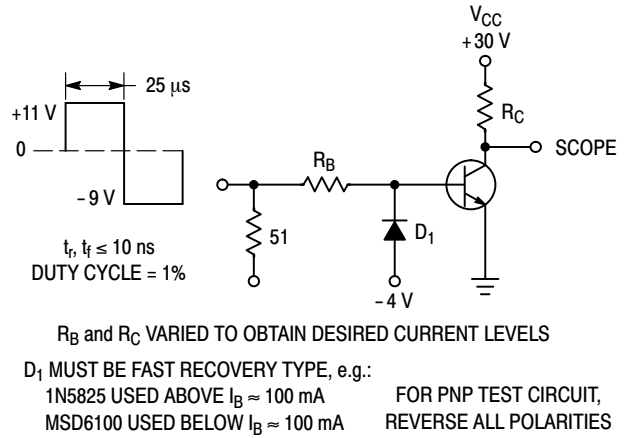 V_CC
+30 V
25 μs
R_C
+11 V
SCOPE
0
R_B
51
D_1
– 9 V
– 4 V
t_r, t_f ≤ 10 ns
DUTY CYCLE = 1%
R_B and R_C VARIED TO OBTAIN DESIRED CURRENT LEVELS
D_1 MUST BE FAST RECOVERY TYPE, e.g.:
1N5825 USED ABOVE I_B ≈ 100 mA
MSD6100 USED BELOW I_B ≈ 100 mA
FOR PNP TEST CIRCUIT,
REVERSE ALL POLARITIES